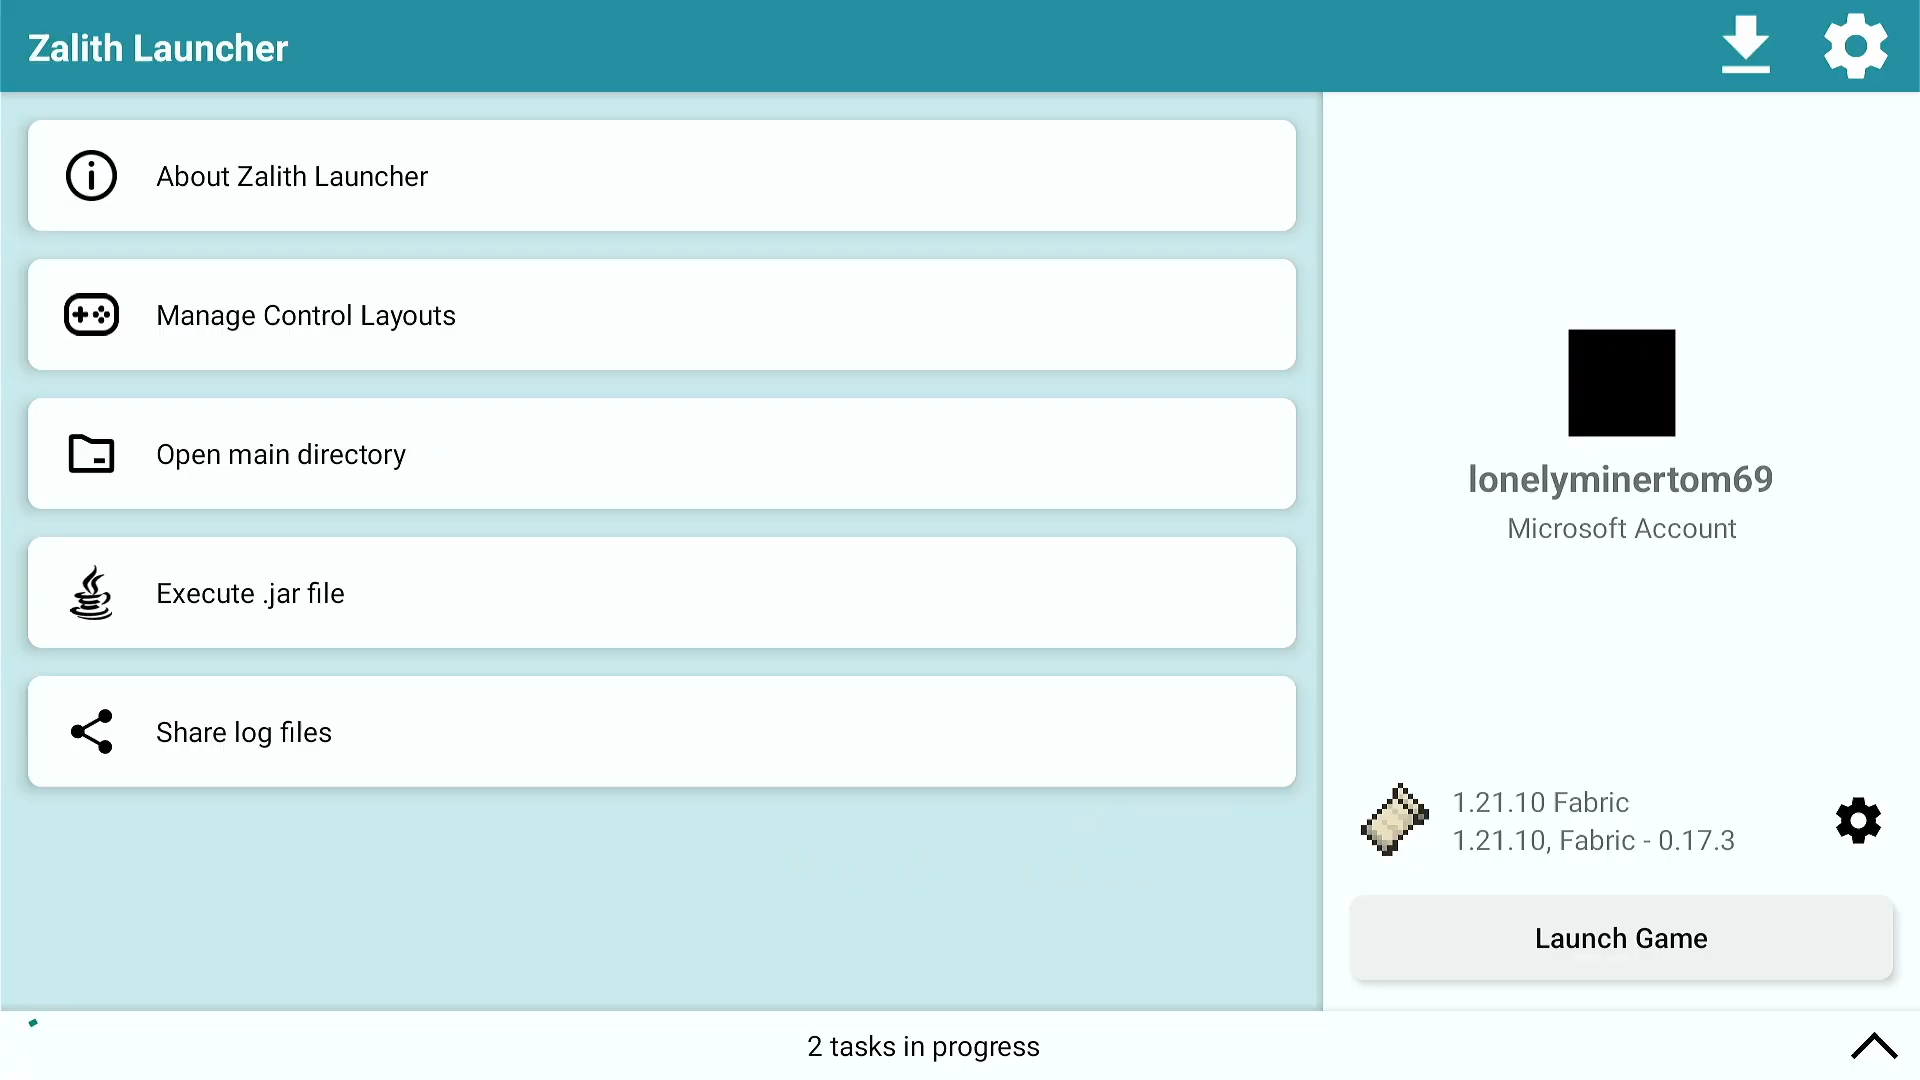 Zalith Launcher
About Zalith Launcher
Manage Control Layouts
Open main directory
Execute .jar file
Share log files
lonelyminertom69
Microsoft Account
1.21.10 Fabric
1.21.10, Fabric - 0.17.3
Launch Game
2 tasks in progress